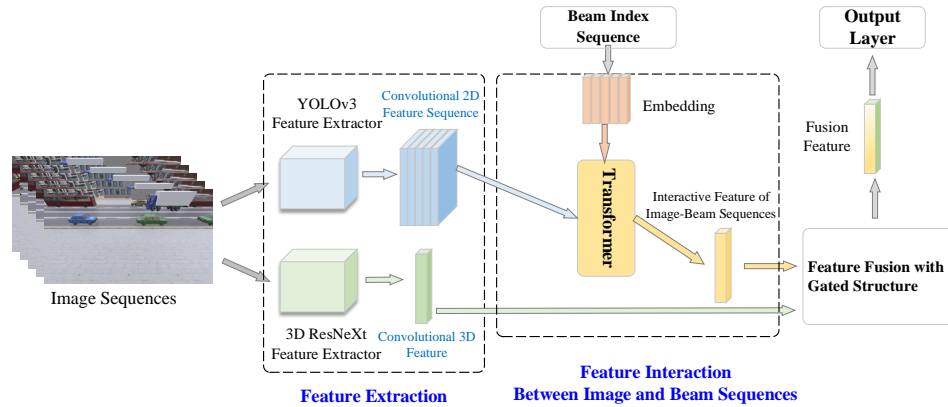 Beam Index
Sequence
Output
Layer
YOLOv3
Feature Extractor
Convolutional 2D
Feature Sequence
Embedding
Fusion
Feature
Transformer
Interactive Feature of
Image-Beam Sequences
Image Sequences
Feature Fusion with
Gated Structure
3D ResNeXt
Feature Extractor
Convolutional 3D
Feature
Feature Extraction
Feature Interaction
Between Image and Beam Sequences